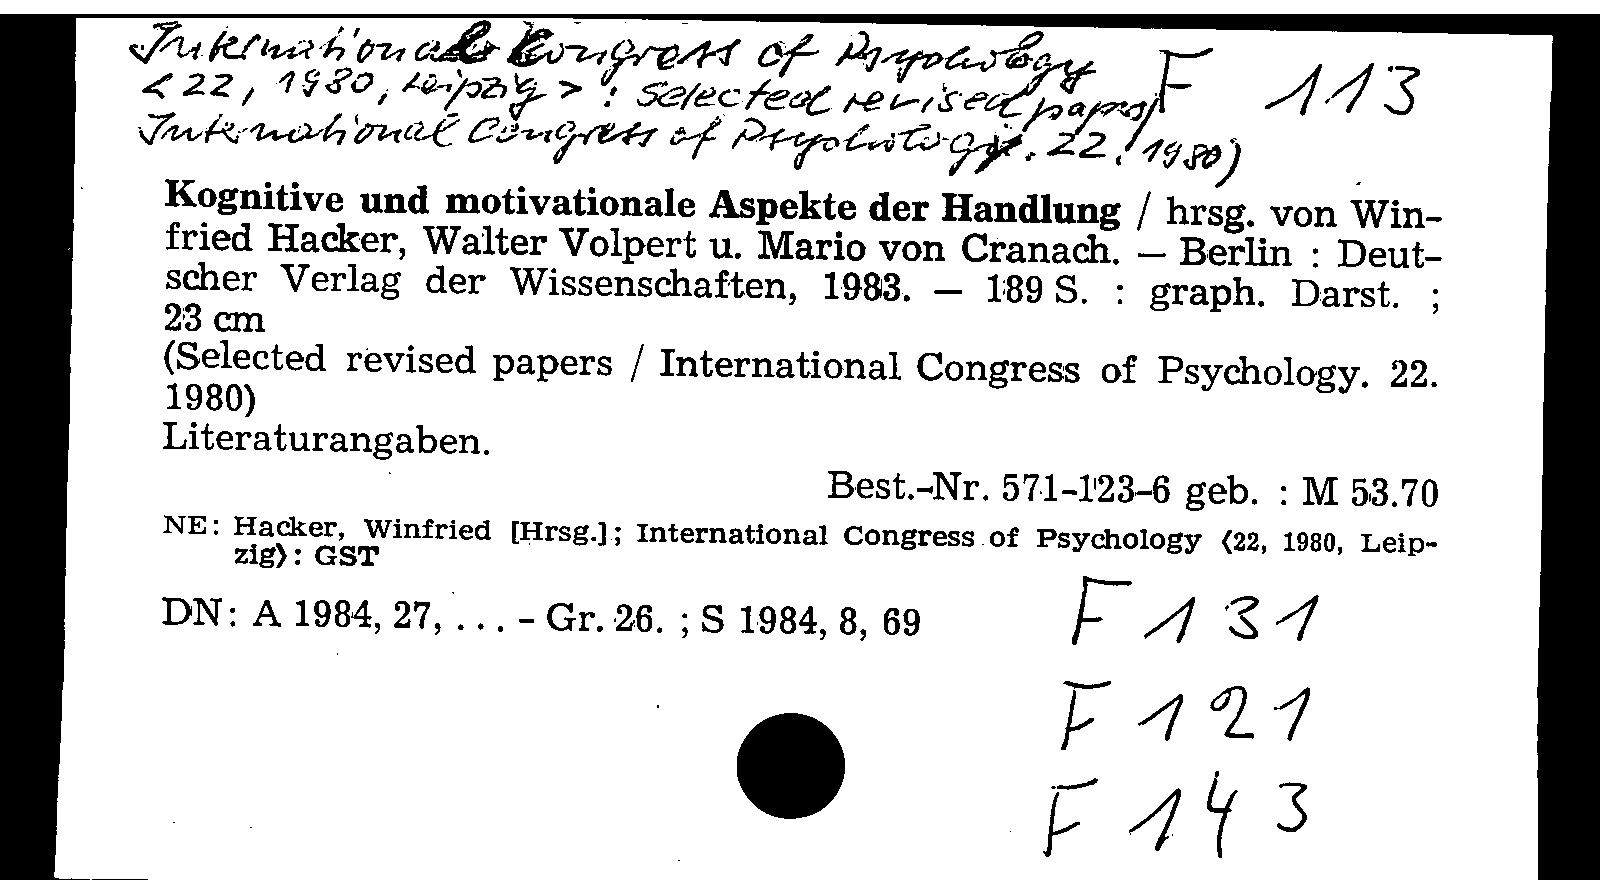 International Congress of Psychology
<22, 1980, Leipzig> : Selected revised papers/
F 113
International Congress of Psychology. 22. 1980)
Kognitive und motivationale Aspekte der Handlung / hrsg. von Win-
fried Hacker, Walter Volpert u. Mario von Cranach. — Berlin : Deut-
scher Verlag der Wissenschaften, 1983. — 189 S. : graph. Darst. ;
23 cm
(Selected revised papers / International Congress of Psychology. 22.
1980)
Literaturangaben.
Best.-Nr. 571-123-6 geb. : M 53.70
NE: Hacker, Winfried [Hrsg.]; International Congress of Psychology ⟨22, 1980, Leip-
zig⟩: GST
DN: A 1984, 27, . . . - Gr. 26. ; S 1984, 8, 69
F 131
F 121
F 143